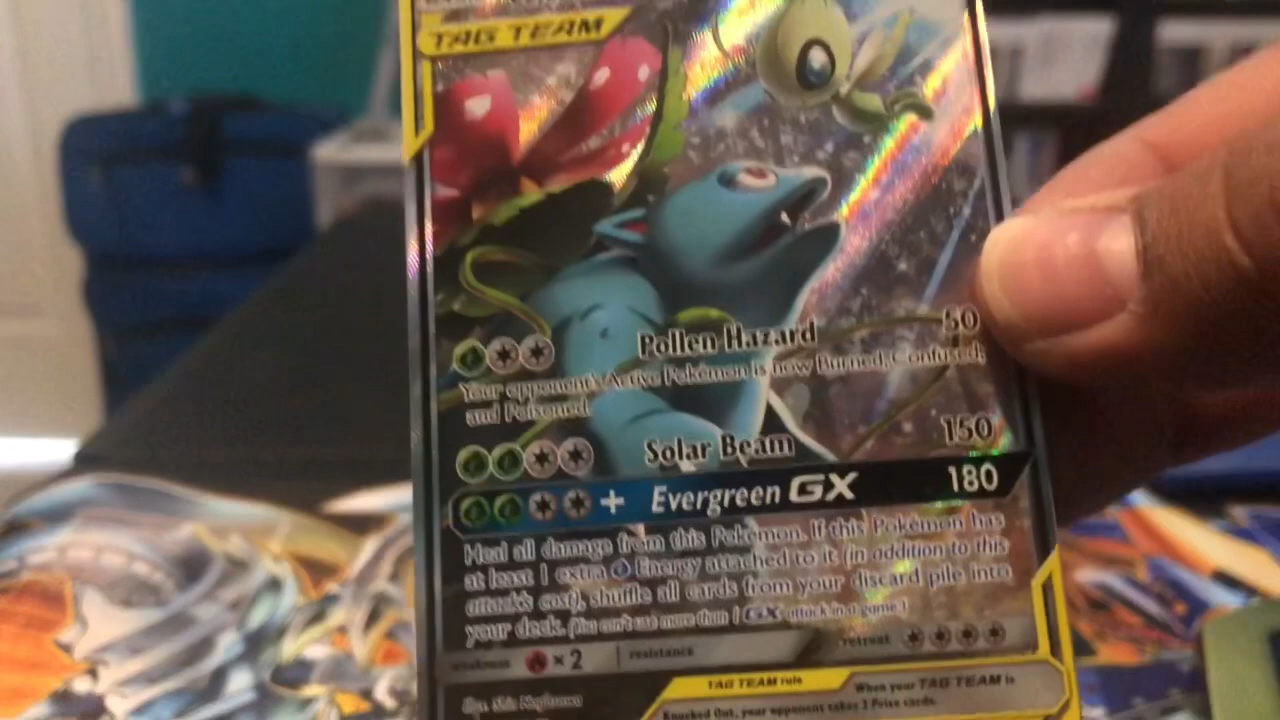 TAG TEAM
Pollen Hazard 50
Your opponent's Active Pokémon is now Burned, Confused,
and Poisoned.
Solar Beam 150
+ Evergreen GX 180
Heal all damage from this Pokémon. If this Pokémon has
at least 1 extra Energy attached to it (in addition to this
attack's cost), shuffle all cards from your discard pile into
your deck. (You can't use more than 1 GX attack in a game.)
weakness ×2 resistance retreat
TAG TEAM rule When your TAG TEAM is
Knocked Out, your opponent takes 3 Prize cards.